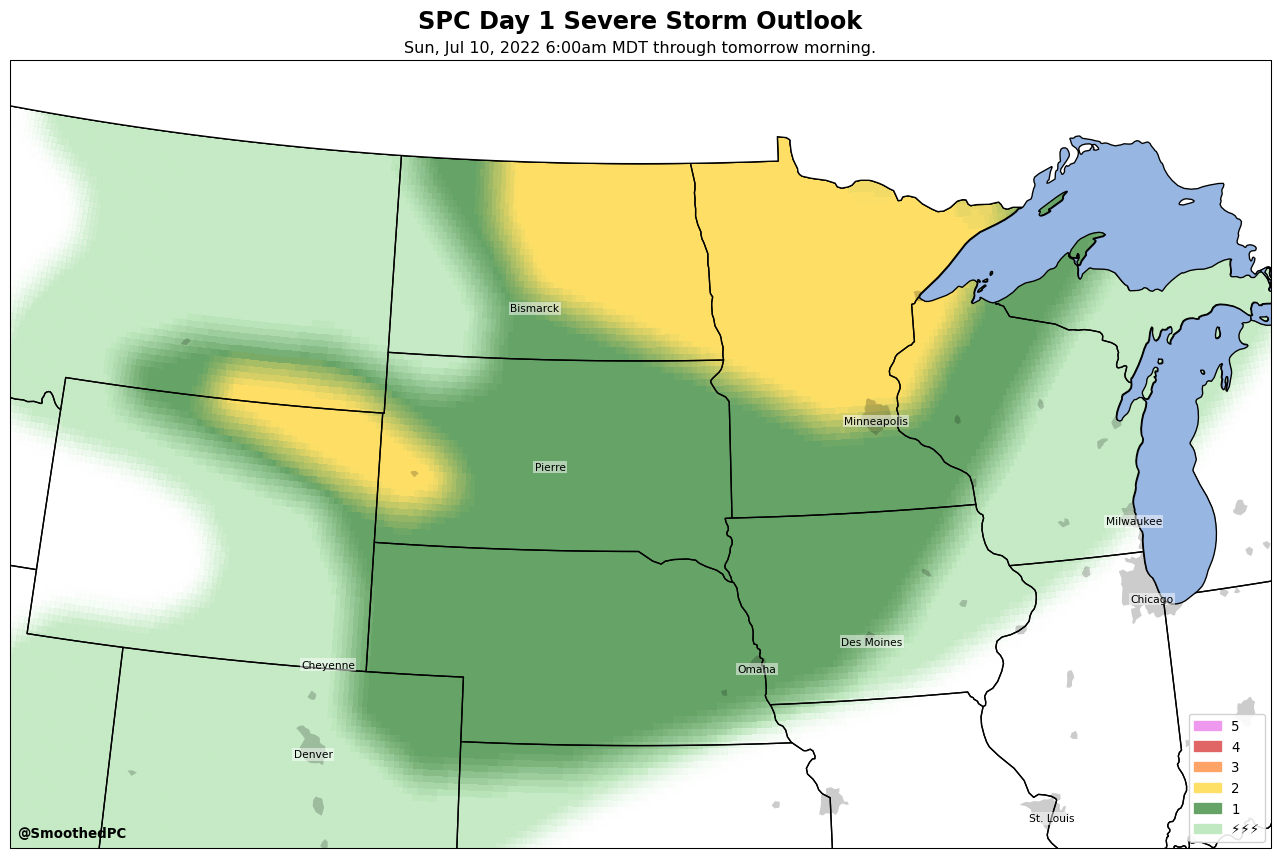 SPC Day 1 Severe Storm Outlook
Sun, Jul 10, 2022 6:00am MDT through tomorrow morning.
Bismarck
Minneapolis
Pierre
Milwaukee
Chicago
Des Moines
Cheyenne
Omaha
Denver
St. Louis
5
4
3
2
1
⚡⚡⚡
@SmoothedPC